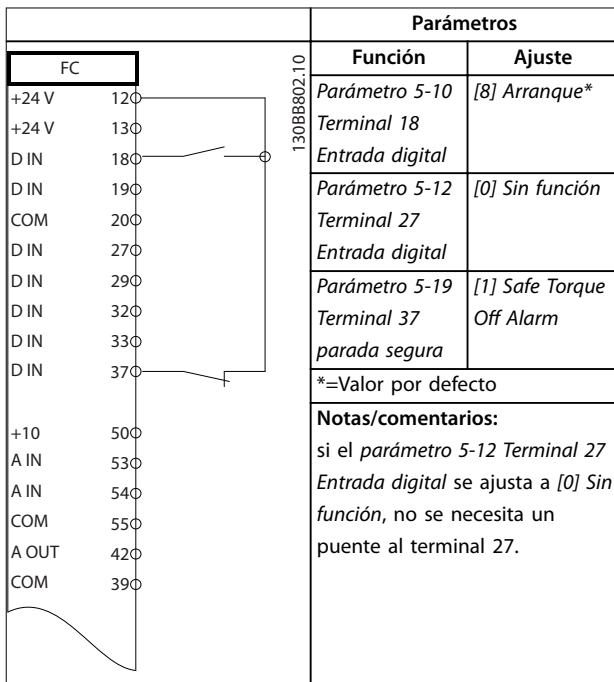 FC
+24 V 12
+24 V 13
D IN 18
D IN 19
COM 20
D IN 27
D IN 29
D IN 32
D IN 33
D IN 37
+10 50
A IN 53
A IN 54
COM 55
A OUT 42
COM 39
130BB802.10
Parámetros
Función Ajuste
Parámetro 5-10 [8] Arranque*
Terminal 18
Entrada digital
Parámetro 5-12 [0] Sin función
Terminal 27
Entrada digital
Parámetro 5-19 [1] Safe Torque
Terminal 37 Off Alarm
parada segura
*=Valor por defecto
Notas/comentarios:
si el parámetro 5-12 Terminal 27
Entrada digital se ajusta a [0] Sin
función, no se necesita un
puente al terminal 27.